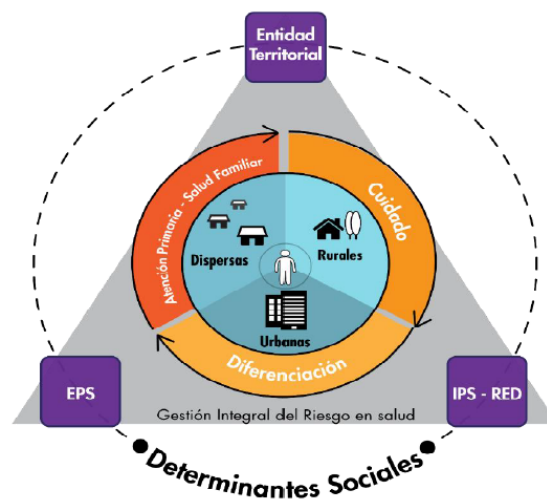 Entidad
Territorial
Atención Primaria - Salud Familiar
Cuidado
Dispersas
Rurales
Urbanas
Diferenciación
EPS
IPS - RED
Gestión Integral del Riesgo en salud
Determinantes Sociales